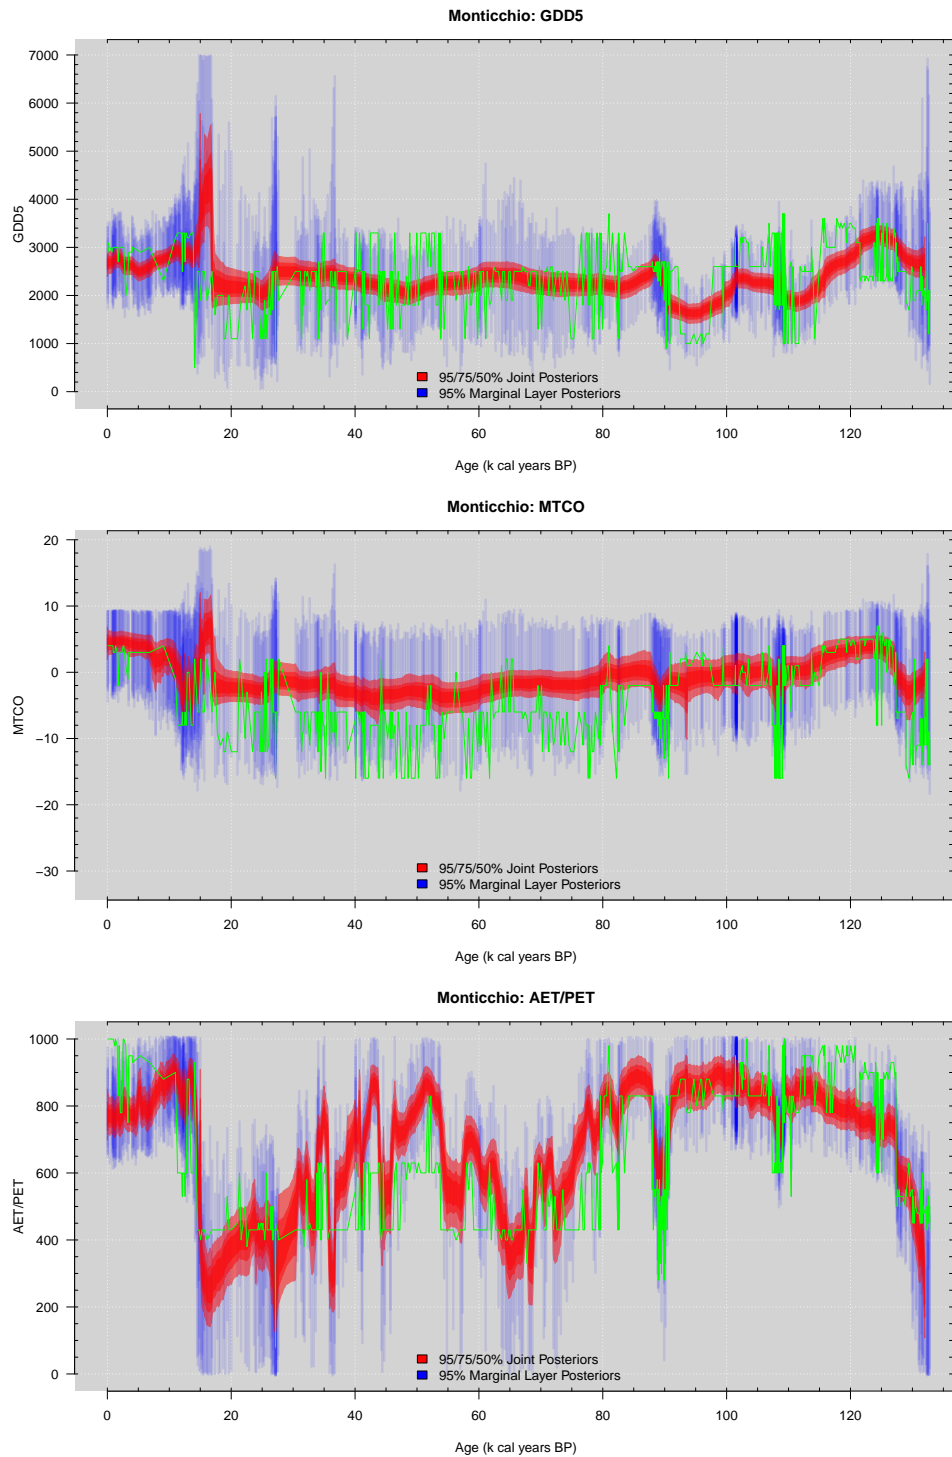 Monticchio: GDD5
7000
6000
5000
4000
3000
2000
1000
0
GDD5
95/75/50% Joint Posteriors
95% Marginal Layer Posteriors
0 20 40 60 80 100 120
Age (k cal years BP)
Monticchio: MTCO
20
10
0
−10
−20
−30
MTCO
95/75/50% Joint Posteriors
95% Marginal Layer Posteriors
0 20 40 60 80 100 120
Age (k cal years BP)
Monticchio: AET/PET
1000
800
600
400
200
0
AET/PET
95/75/50% Joint Posteriors
95% Marginal Layer Posteriors
0 20 40 60 80 100 120
Age (k cal years BP)